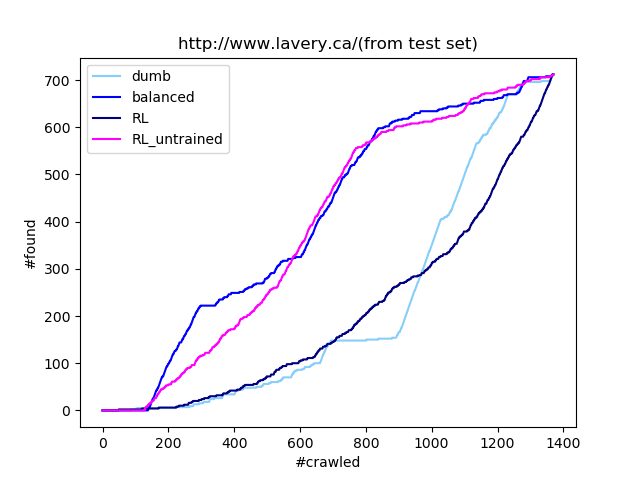 http://www.lavery.ca/(from test set)
dumb
balanced
RL
RL_untrained
#found
700
600
500
400
300
200
100
0
0 200 400 600 800 1000 1200 1400
#crawled